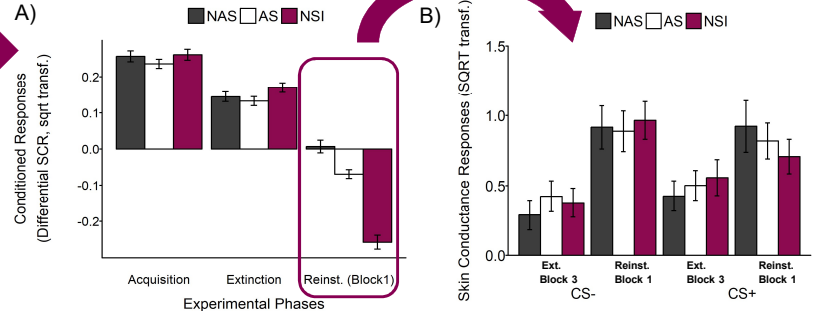 A)
NAS AS NSI
Conditioned Responses
(Differential SCR, sqrt transf.)
0.2
0.1
0.0
-0.1
-0.2
Acquisition Extinction Reinst. (Block1)
Experimental Phases
B)
NAS AS NSI
Skin Conductance Responses (SQRT transf.)
1.5
1.0
0.5
0.0
Ext. Reinst. Ext. Reinst.
Block 3 Block 1 Block 3 Block 1
CS- CS+